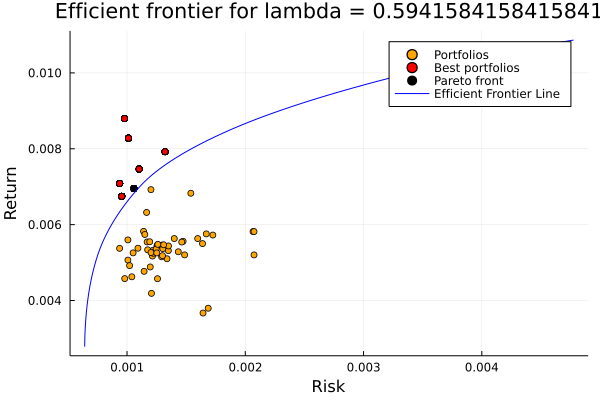 Efficient frontier for lambda = 0.5941584158415841
Portfolios
Best portfolios
Pareto front
Efficient Frontier Line
Return
0.010
0.008
0.006
0.004
0.001
0.002
0.003
0.004
Risk